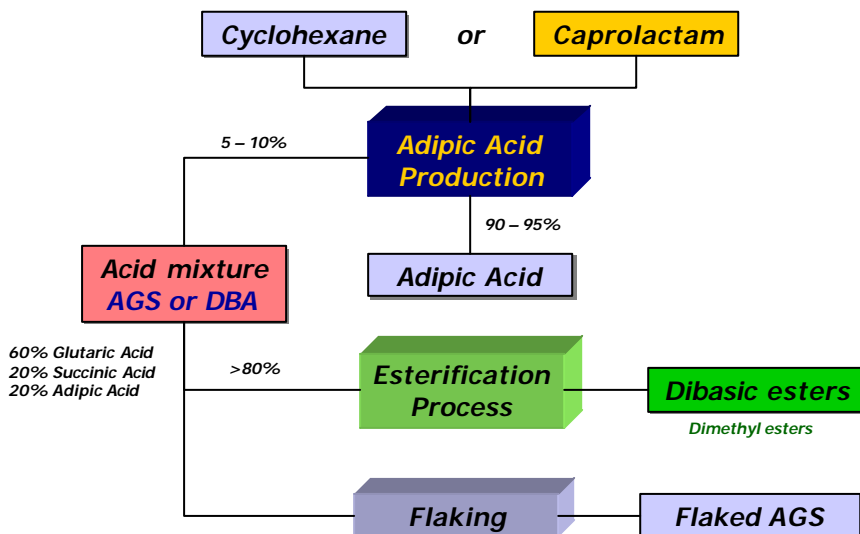 Cyclohexane or Caprolactam
5 – 10%
Adipic Acid
Production
90 – 95%
Adipic Acid
Acid mixture
AGS or DBA
60% Glutaric Acid
20% Succinic Acid
20% Adipic Acid
>80%
Esterification
Process
Dibasic esters
Dimethyl esters
Flaking
Flaked AGS